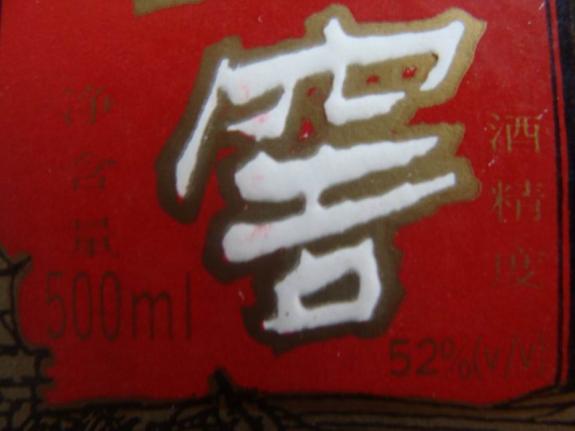 窖
净含量
500ml
酒精度
52%(v/v)